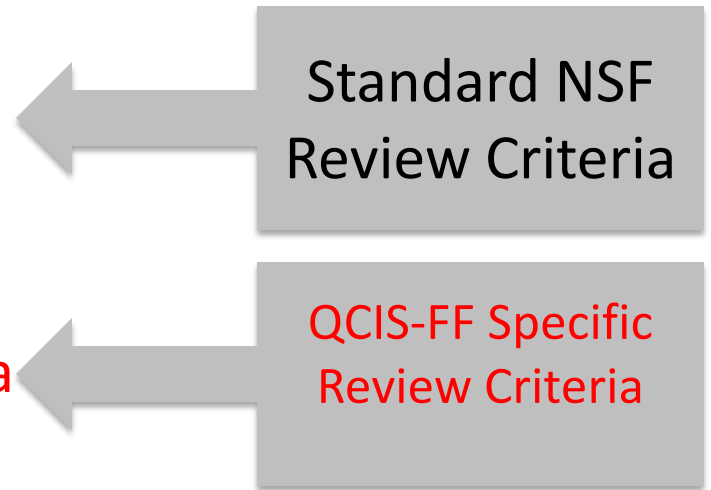 Standard NSF
Review Criteria
QCIS-FF Specific
Review Criteria
a